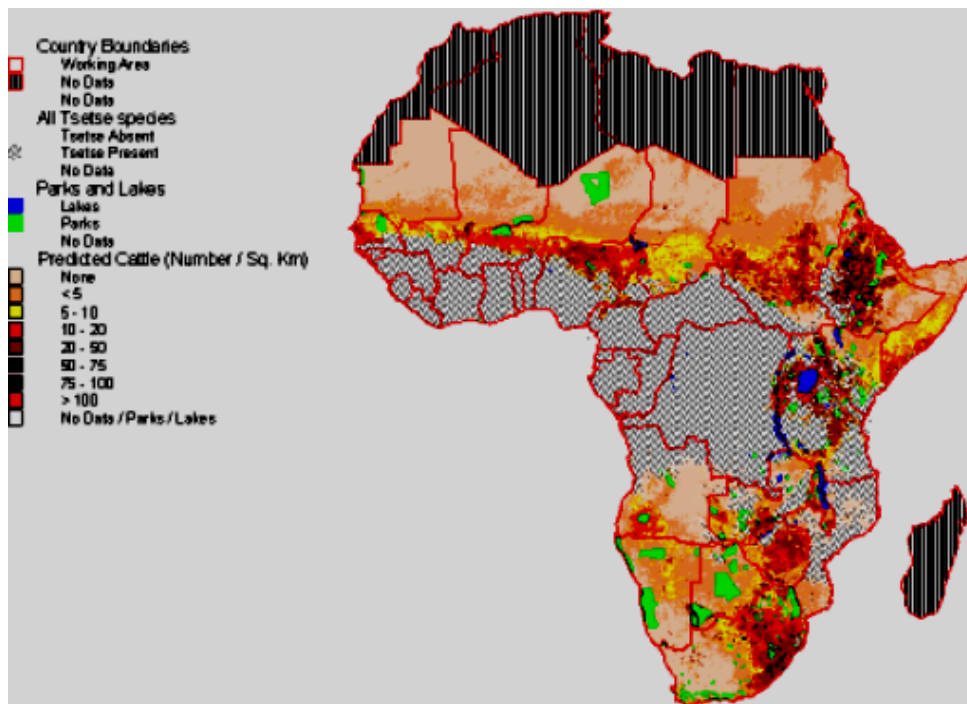 Country Boundaries
Working Area
No Data
No Data
All Tsetse species
Tsetse Absent
Tsetse Present
No Data
Parks and Lakes
Lakes
Parks
No Data
Predicted Cattle (Number / Sq. Km)
None
< 5
5 - 10
10 - 20
20 - 50
50 - 75
75 - 100
> 100
No Data / Parks / Lakes